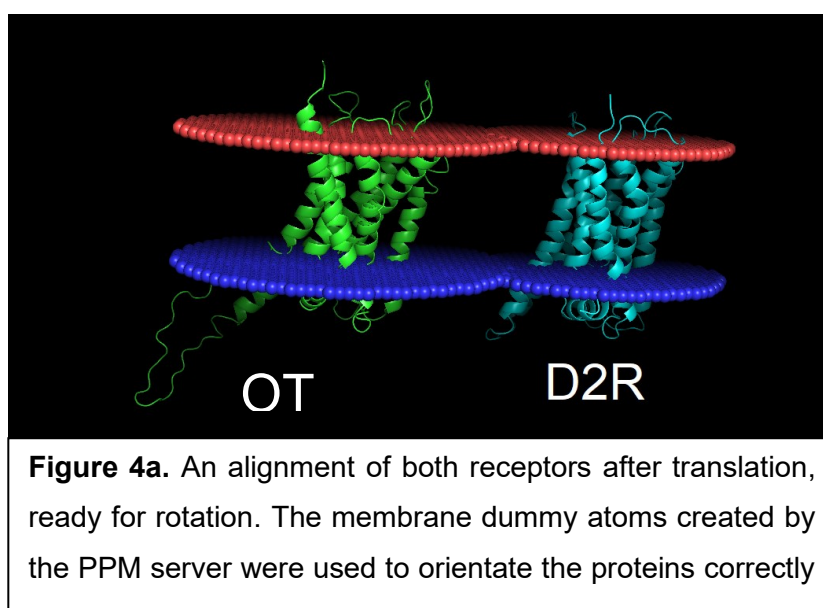 OT
D2R
Figure 4a. An alignment of both receptors after translation,
ready for rotation. The membrane dummy atoms created by
the PPM server were used to orientate the proteins correctly